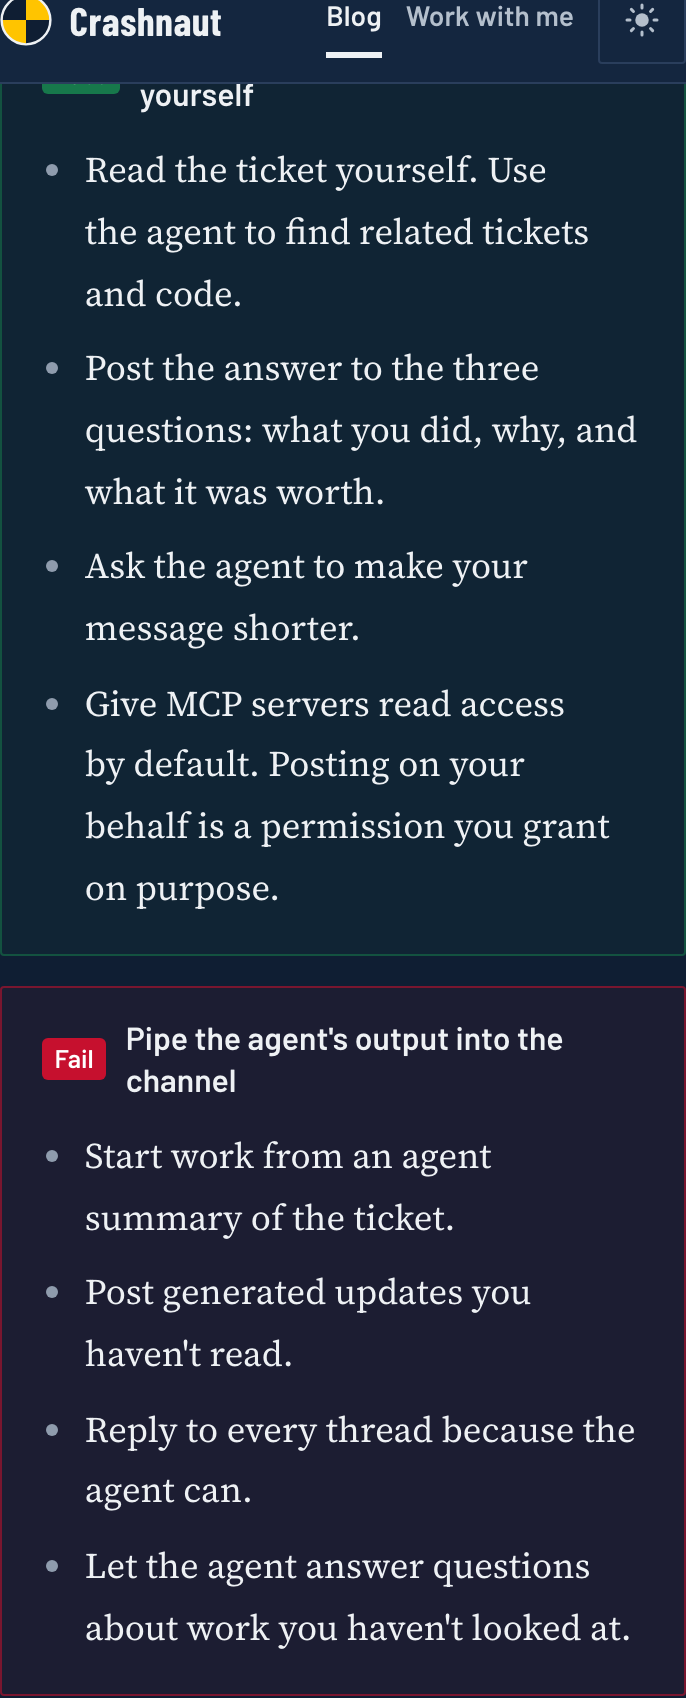 Crashnaut
Blog Work with me
yourself
Read the ticket yourself. Use
the agent to find related tickets
and code.
Post the answer to the three
questions: what you did, why, and
what it was worth.
Ask the agent to make your
message shorter.
Give MCP servers read access
by default. Posting on your
behalf is a permission you grant
on purpose.
Fail
Pipe the agent's output into the
channel
Start work from an agent
summary of the ticket.
Post generated updates you
haven't read.
Reply to every thread because the
agent can.
Let the agent answer questions
about work you haven't looked at.